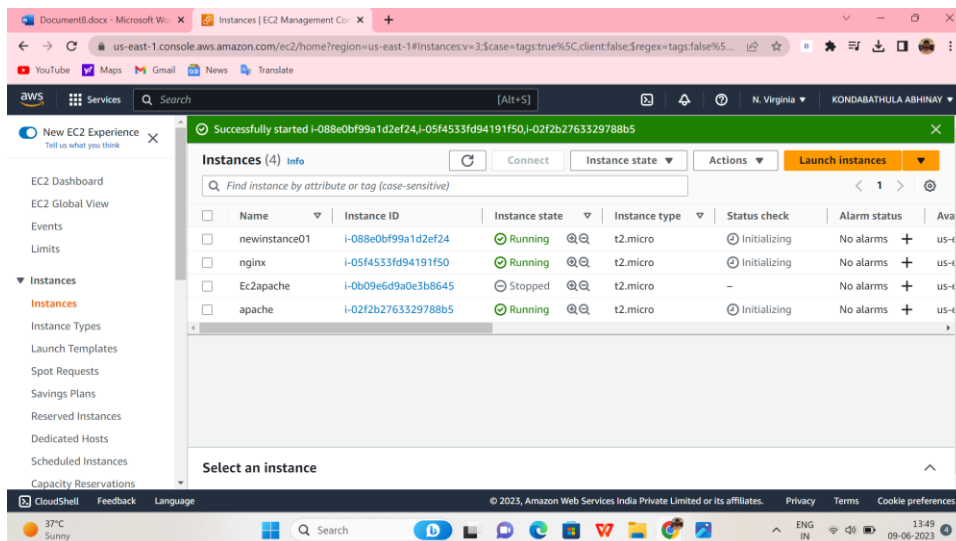 Document8.docx - Microsoft Wo
Instances | EC2 Management Con
us-east-1.console.aws.amazon.com/ec2/home?region=us-east-1#Instances:v=3;$case=tags:true%5C,client:false;$regex=tags:false%5...
YouTube Maps Gmail News Translate
aws Services Search [Alt+S] N. Virginia ▼ KONDABATHULA ABHINAY ▼
New EC2 Experience
Tell us what you think
EC2 Dashboard
EC2 Global View
Events
Limits
Instances
Instances
Instance Types
Launch Templates
Spot Requests
Savings Plans
Reserved Instances
Dedicated Hosts
Scheduled Instances
Capacity Reservations
Successfully started i-088e0bf99a1d2ef24,i-05f4533fd94191f50,i-02f2b2763329788b5
Instances (4) Info Connect Instance state ▼ Actions ▼ Launch instances ▼
Find instance by attribute or tag (case-sensitive) < 1 >
Name Instance ID Instance state Instance type Status check Alarm status Ava
newinstance01 i-088e0bf99a1d2ef24 Running t2.micro Initializing No alarms + us-e
nginx i-05f4533fd94191f50 Running t2.micro Initializing No alarms + us-e
Ec2apache i-0b09e6d9a0e3b8645 Stopped t2.micro – No alarms + us-e
apache i-02f2b2763329788b5 Running t2.micro Initializing No alarms + us-e
Select an instance
CloudShell Feedback Language © 2023, Amazon Web Services India Private Limited or its affiliates. Privacy Terms Cookie preferences
37°C
Sunny
Search
ENG
IN
13:49
09-06-2023
4